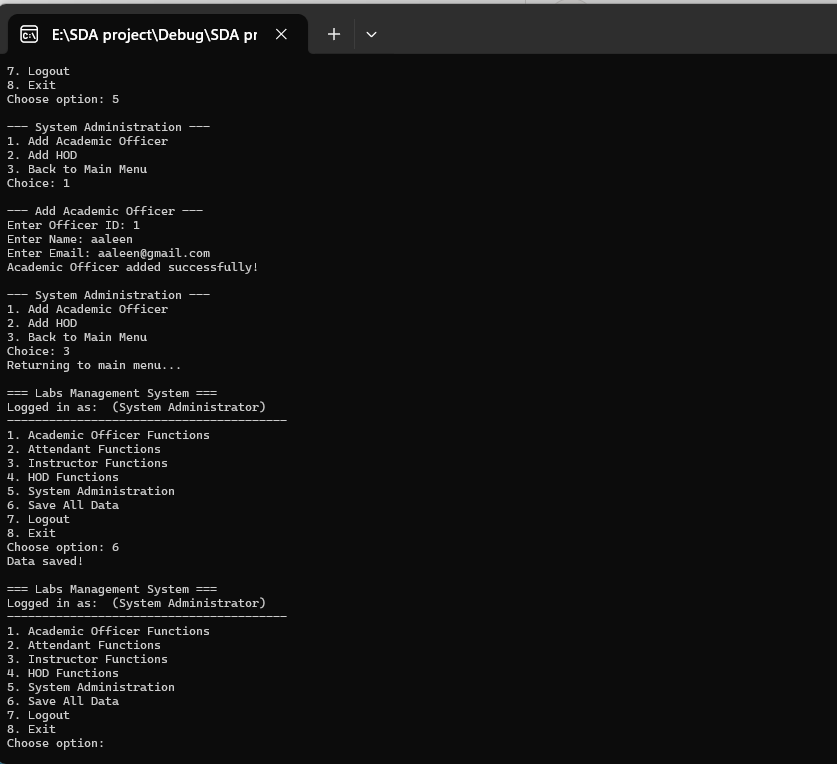 E:\SDA project\Debug\SDA pr
7. Logout
8. Exit
Choose option: 5
--- System Administration ---
1. Add Academic Officer
2. Add HOD
3. Back to Main Menu
Choice: 1
--- Add Academic Officer ---
Enter Officer ID: 1
Enter Name: aaleen
Enter Email: aaleen@gmail.com
Academic Officer added successfully!
--- System Administration ---
1. Add Academic Officer
2. Add HOD
3. Back to Main Menu
Choice: 3
Returning to main menu...
=== Labs Management System ===
Logged in as:  (System Administrator)
----------------------------------------
1. Academic Officer Functions
2. Attendant Functions
3. Instructor Functions
4. HOD Functions
5. System Administration
6. Save All Data
7. Logout
8. Exit
Choose option: 6
Data saved!
=== Labs Management System ===
Logged in as:  (System Administrator)
----------------------------------------
1. Academic Officer Functions
2. Attendant Functions
3. Instructor Functions
4. HOD Functions
5. System Administration
6. Save All Data
7. Logout
8. Exit
Choose option: